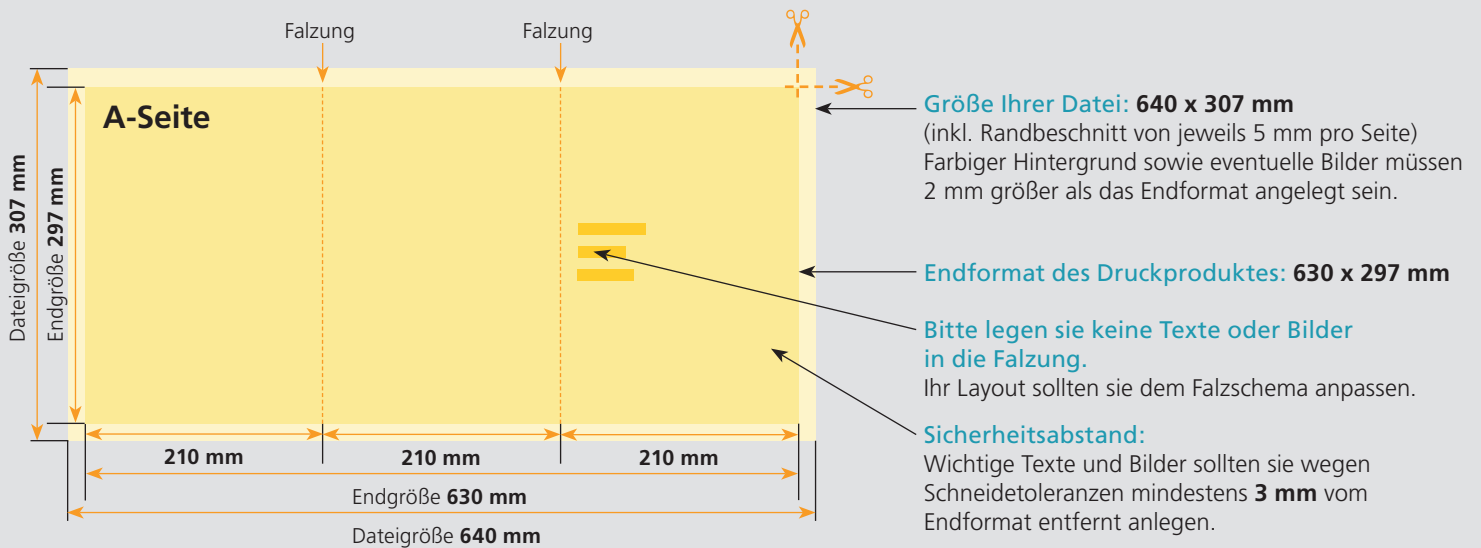 Falzung
Falzung
A-Seite
Dateigröße 307 mm
Endgröße 297 mm
210 mm
210 mm
210 mm
Endgröße 630 mm
Dateigröße 640 mm
Größe Ihrer Datei: 640 x 307 mm
(inkl. Randbeschnitt von jeweils 5 mm pro Seite)
Farbiger Hintergrund sowie eventuelle Bilder müssen
2 mm größer als das Endformat angelegt sein.
Endformat des Druckproduktes: 630 x 297 mm
Bitte legen sie keine Texte oder Bilder
in die Falzung.
Ihr Layout sollten sie dem Falzschema anpassen.
Sicherheitsabstand:
Wichtige Texte und Bilder sollten sie wegen
Schneidetoleranzen mindestens 3 mm vom
Endformat entfernt anlegen.